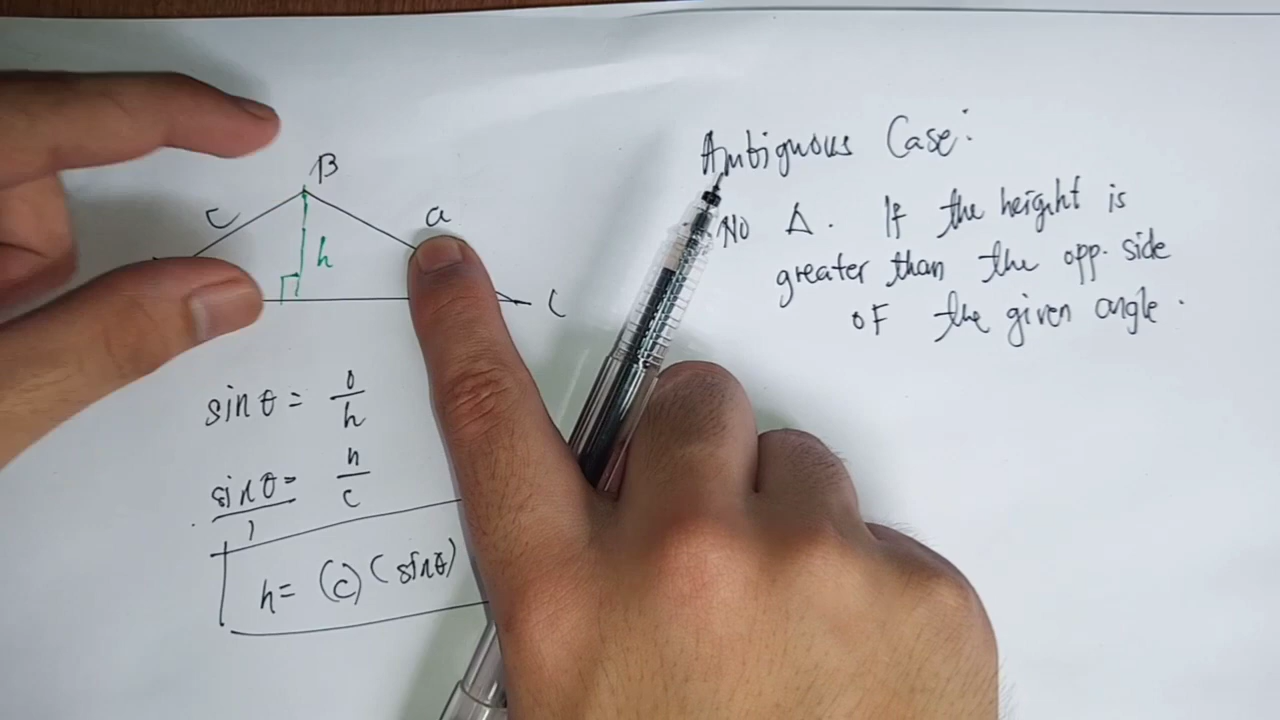 B
c
a
h
C
sin θ = o/h
sin θ = h/c
1
h = (c)(sin θ)
Ambiguous Case:
No Δ. If the height is
greater than the opp. side
of the given angle.